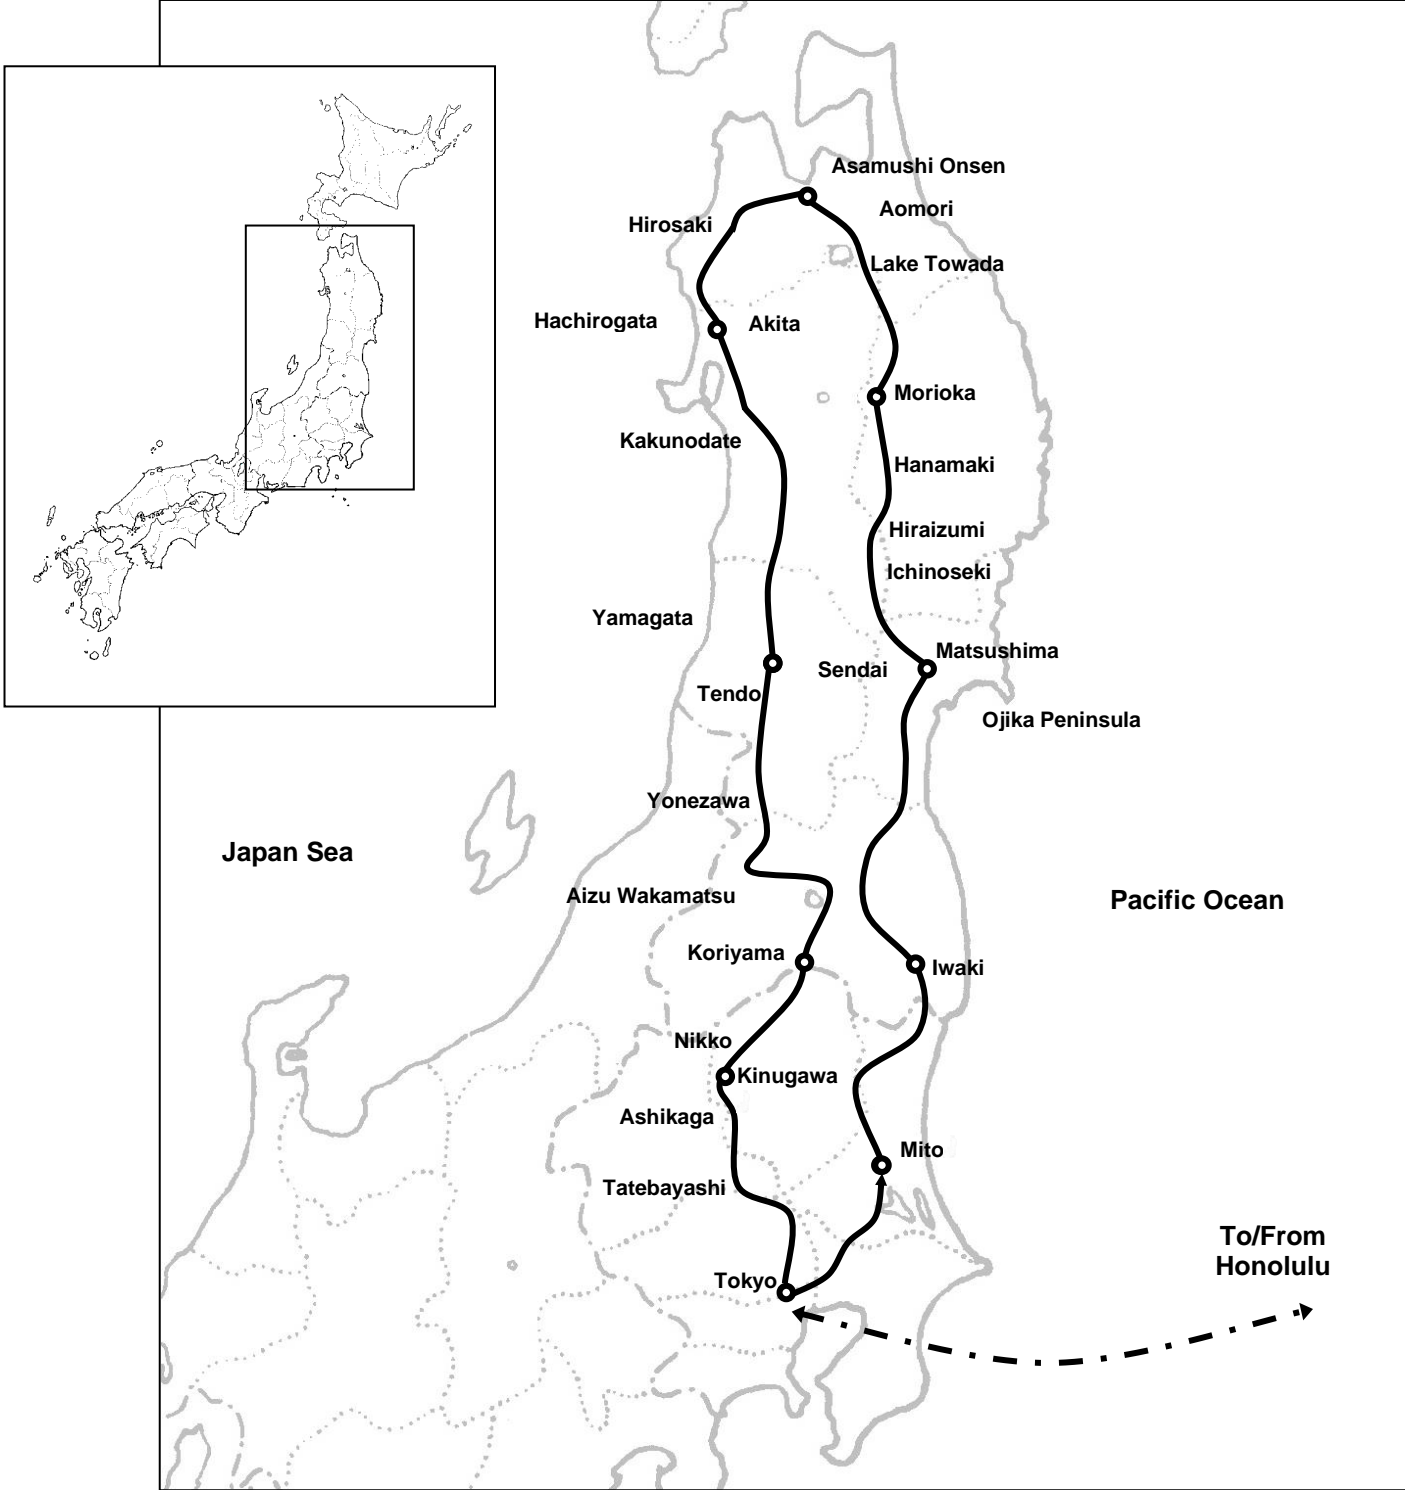 Asamushi Onsen
Aomori
Hirosaki
Lake Towada
Hachirogata
Akita
Morioka
Kakunodate
Hanamaki
Hiraizumi
Ichinoseki
Yamagata
Matsushima
Sendai
Tendo
Ojika Peninsula
Yonezawa
Japan Sea
Aizu Wakamatsu
Pacific Ocean
Koriyama
Iwaki
Nikko
Kinugawa
Ashikaga
Mito
Tatebayashi
To/From
Honolulu
Tokyo